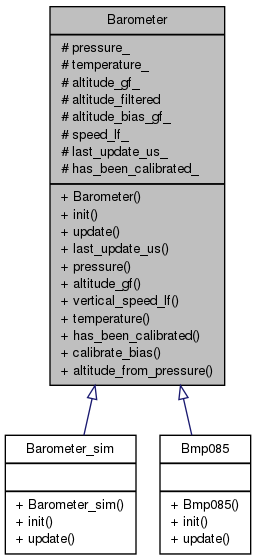 Barometer
# pressure_
# temperature_
# altitude_gf_
# altitude_filtered
# altitude_bias_gf_
# speed_lf_
# last_update_us_
# has_been_calibrated_
+ Barometer()
+ init()
+ update()
+ last_update_us()
+ pressure()
+ altitude_gf()
+ vertical_speed_lf()
+ temperature()
+ has_been_calibrated()
+ calibrate_bias()
+ altitude_from_pressure()
Barometer_sim
+ Barometer_sim()
+ init()
+ update()
Bmp085
+ Bmp085()
+ init()
+ update()